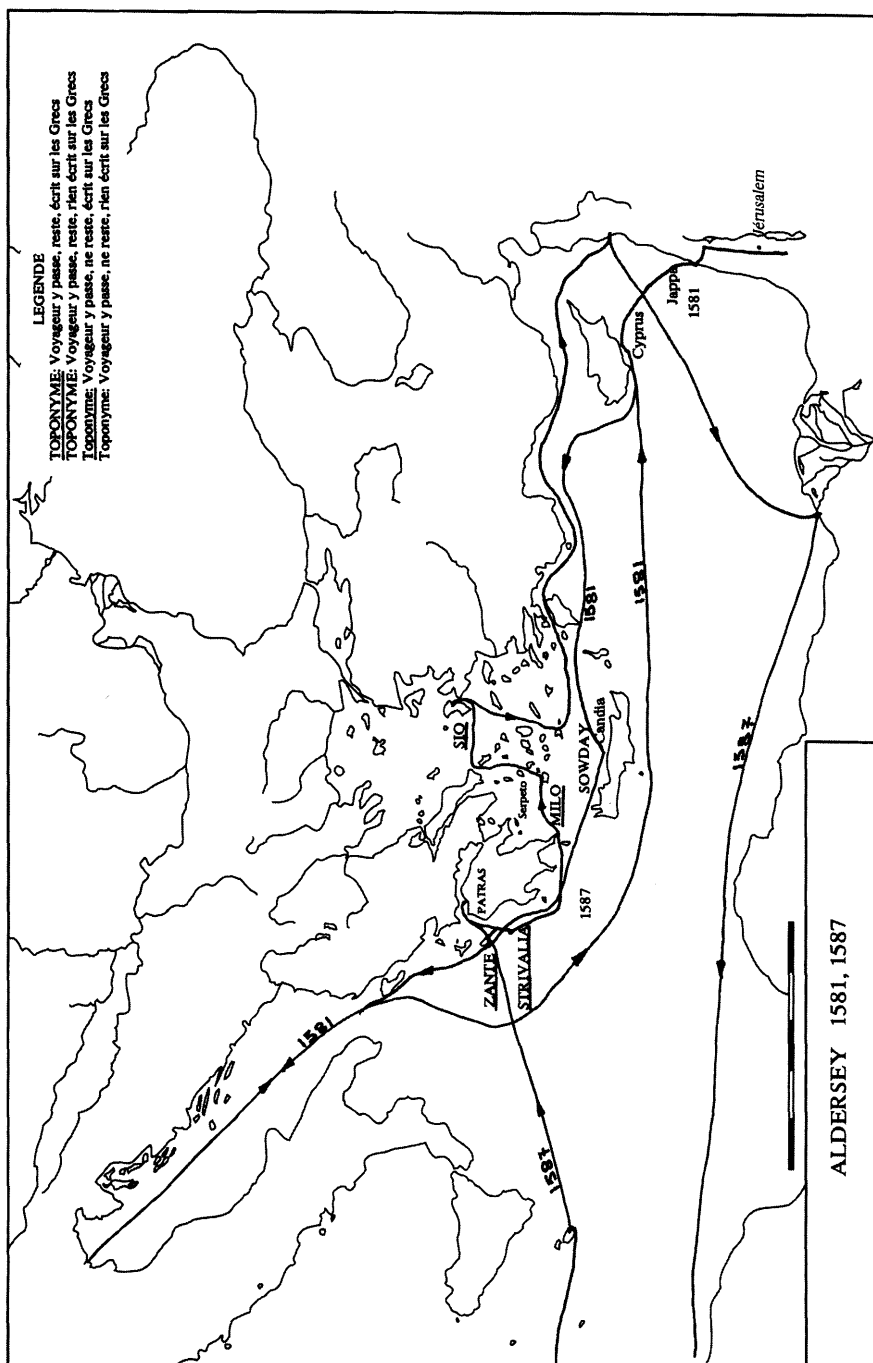 LEGENDE
TOPONYME: Voyageur y passe, reste, écrit sur les Grecs
TOPONYME: Voyageur y passe, reste, rien écrit sur les Grecs
Toponyme: Voyageur y passe, ne reste, écrit sur les Grecs
Toponyme: Voyageur y passe, ne reste, rien écrit sur les Grecs
1581
1587
ZANTE
STRIVALIA
PATRAS
1587
Serpeto
MILO
SIO
SOWDAY
Candia
1581
1581
Cyprus
Jappa
1581
Jérusalem
1587
ALDERSEY 1581, 1587